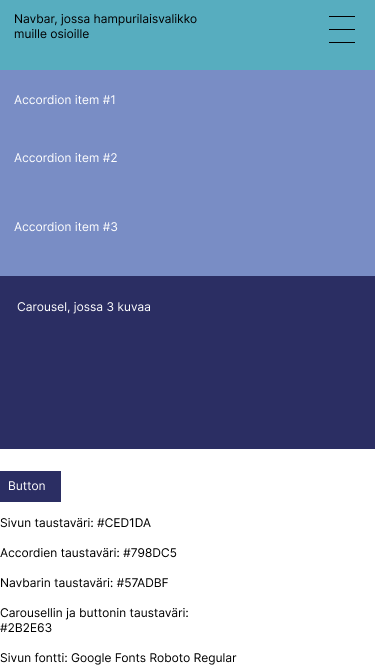 Navbar, jossa hampurilaisvalikko
muille osioille
Accordion item #1
Accordion item #2
Accordion item #3
Carousel, jossa 3 kuvaa
Button
Sivun taustaväri: #CED1DA
Accordien taustaväri: #798DC5
Navbarin taustaväri: #57ADBF
Carousellin ja buttonin taustaväri:
#2B2E63
Sivun fontti: Google Fonts Roboto Regular